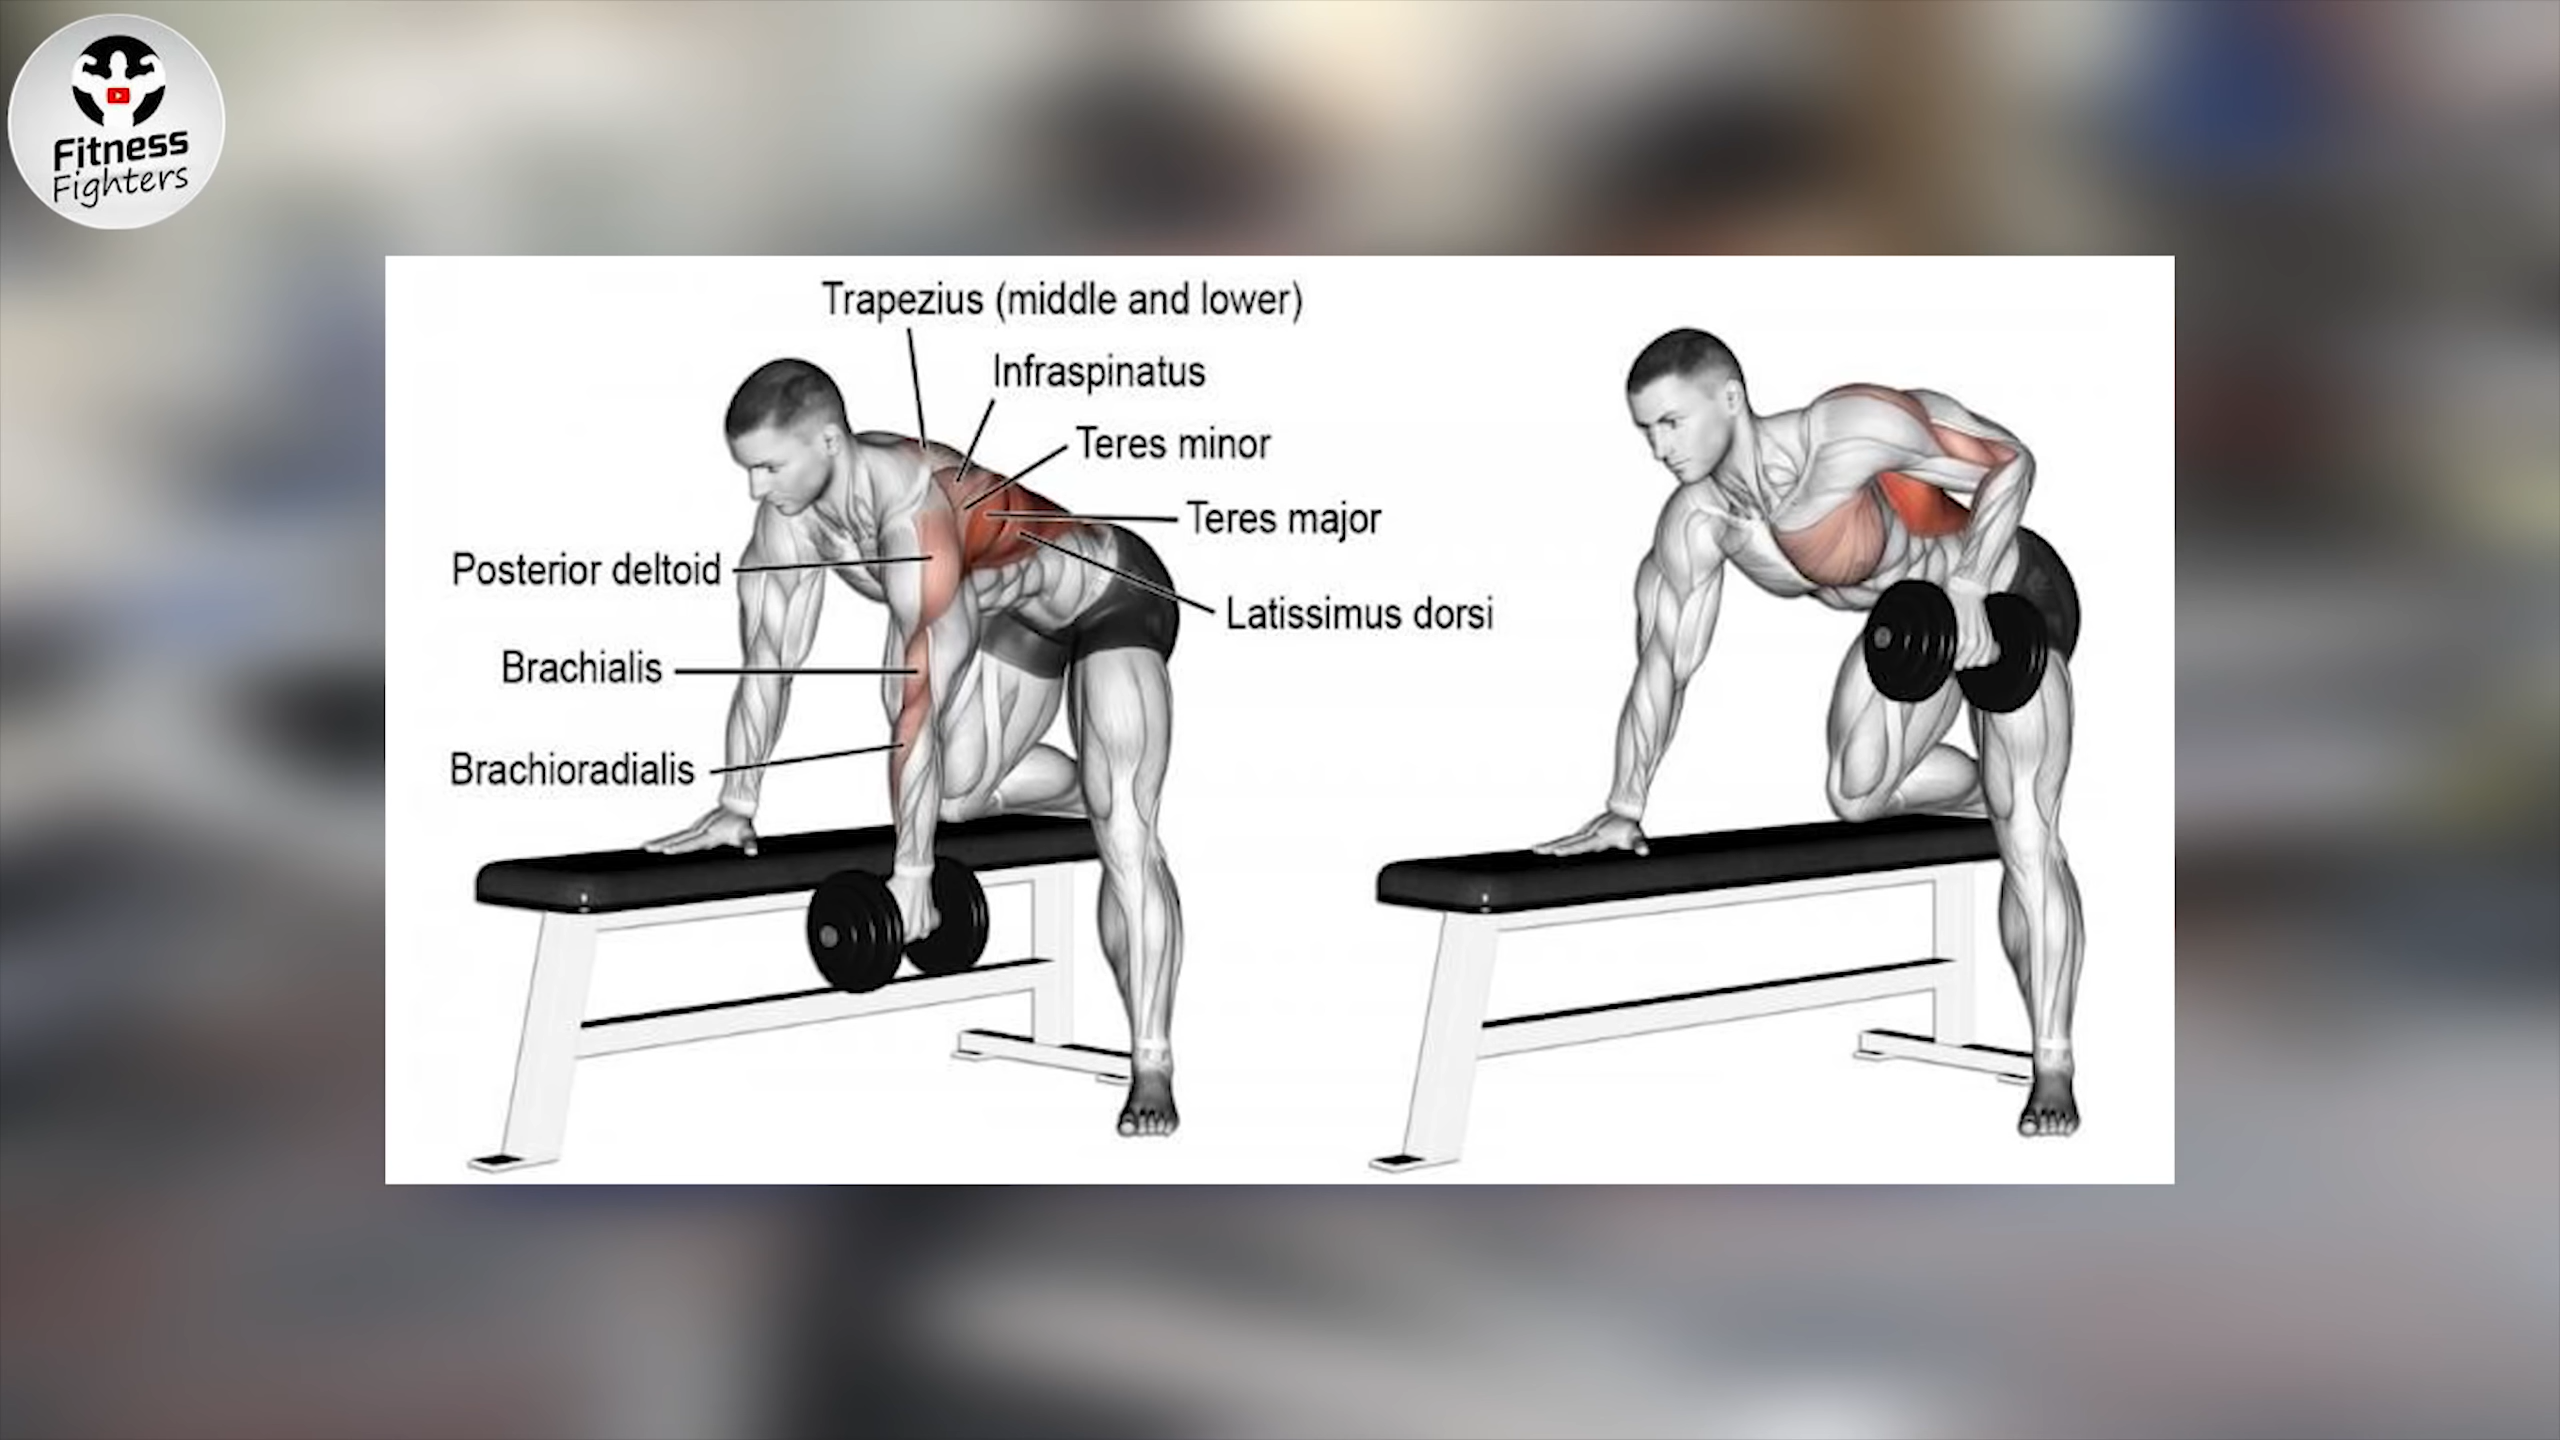 Fitness
Fighters
Trapezius (middle and lower)
Infraspinatus
Teres minor
Teres major
Posterior deltoid
Latissimus dorsi
Brachialis
Brachioradialis